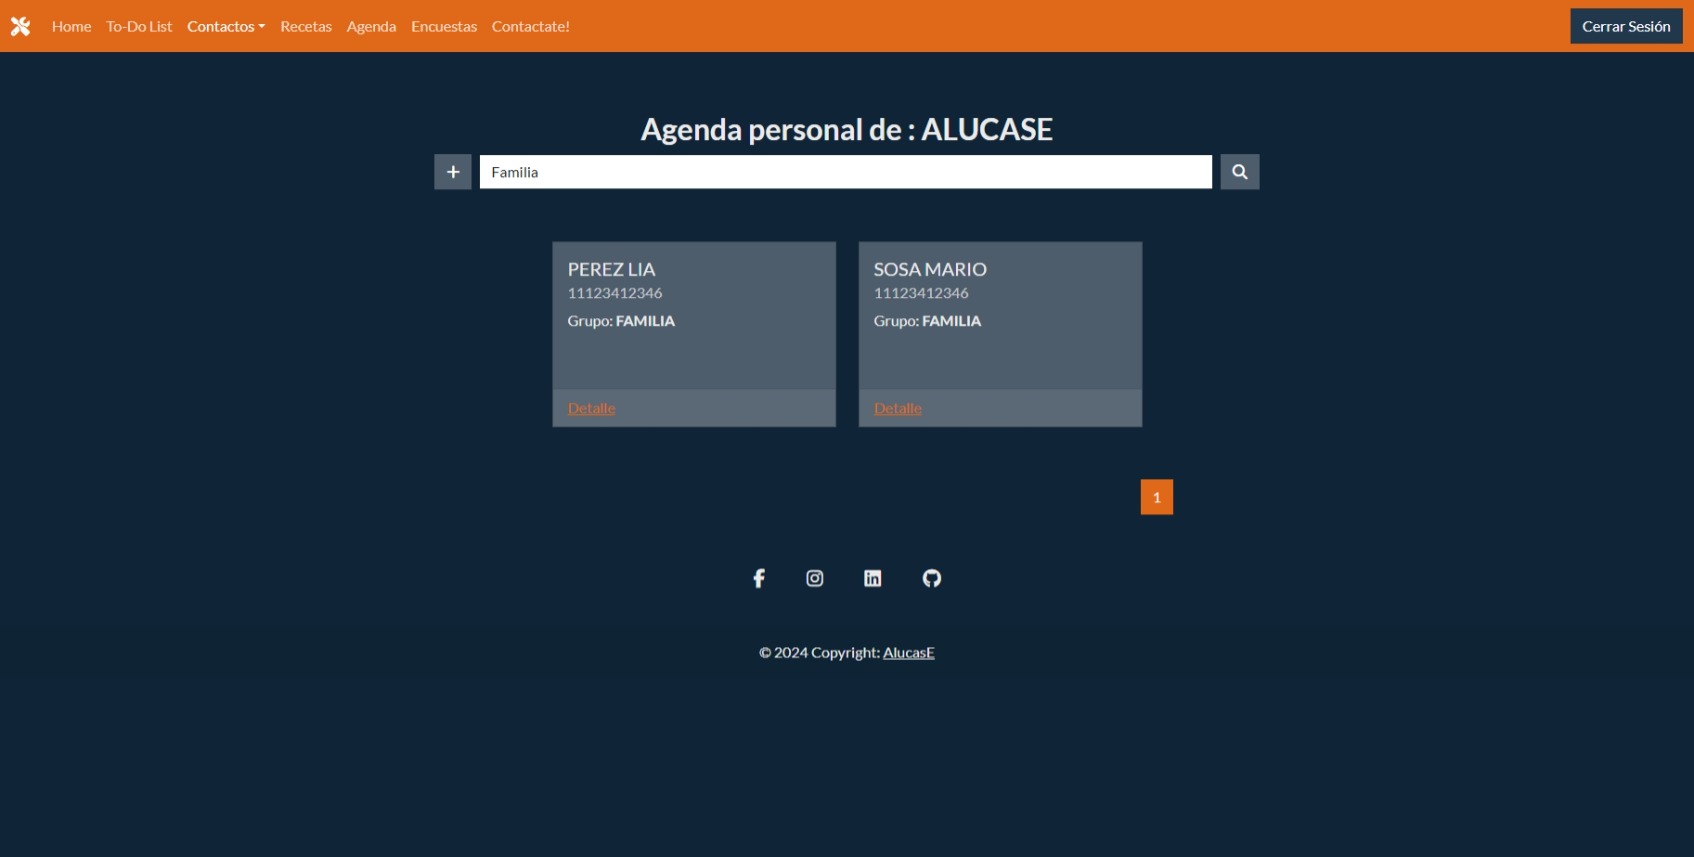 Home To-Do List Contactos Recetas Agenda Encuestas Contactate! Cerrar Sesión
Agenda personal de : ALUCASE
+ Familia
PEREZ LIA
11123412346
Grupo: FAMILIA
Detalle
SOSA MARIO
11123412346
Grupo: FAMILIA
Detalle
1
© 2024 Copyright: AlucasE